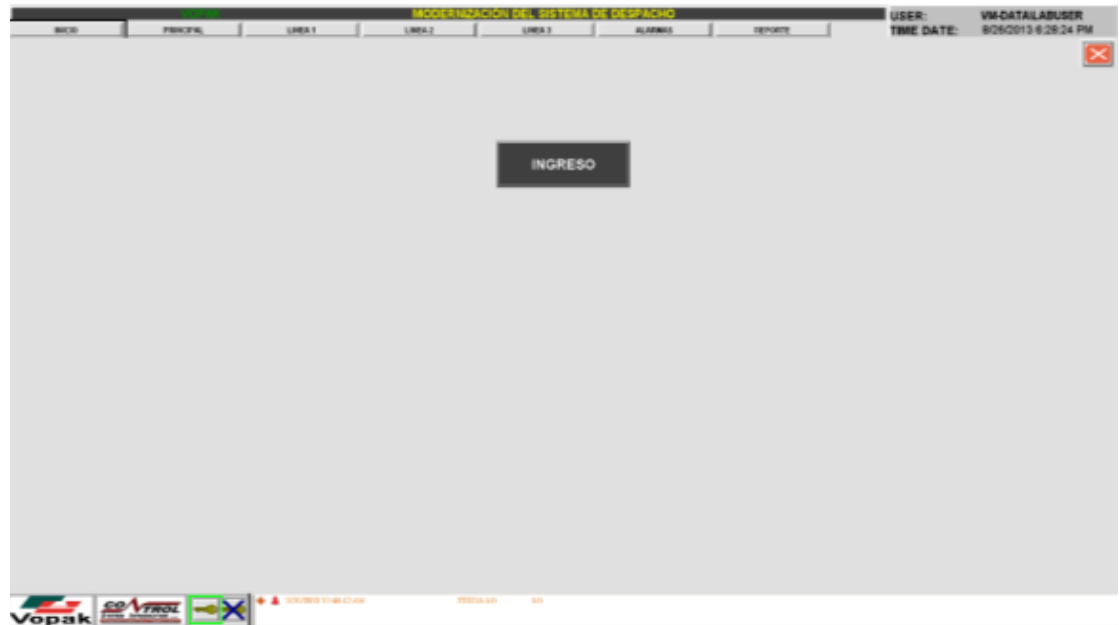 VOPAK MODERNIZACIÓN DEL SISTEMA DE DESPACHO
USER: VM-DATALABUSER
INICIO PRINCIPAL LINEA 1 LINEA 2 LINEA 3 ALARMAS REPORTE
TIME DATE: 8/26/2013 6:28:24 PM
INGRESO
Vopak
CONTROL